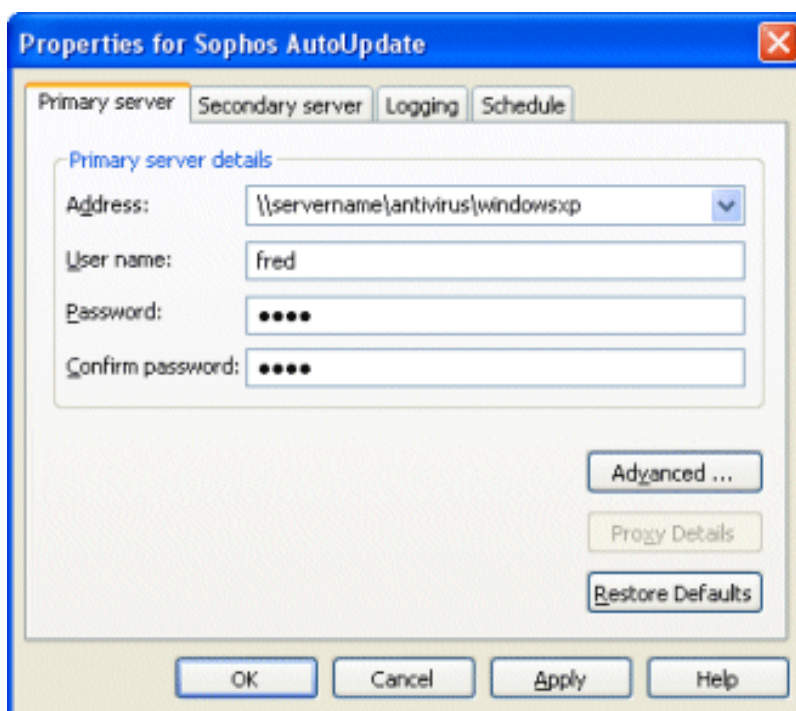 Properties for Sophos AutoUpdate
Primary server Secondary server Logging Schedule
Primary server details
Address: \\servername\antivirus\windowsxp
User name: fred
Password: ●●●●
Confirm password: ●●●●
Advanced ...
Proxy Details
Restore Defaults
OK Cancel Apply Help